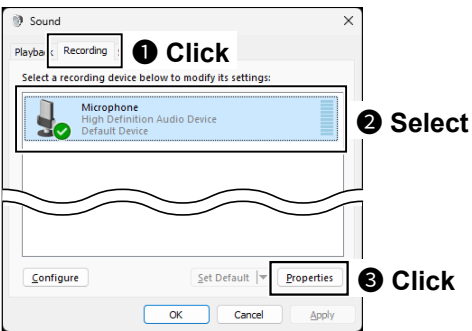 Sound
Recording
❶ Click
Select a recording device below to modify its settings:
Microphone
High Definition Audio Device
Default Device
❷ Select
Configure
Set Default
Properties
❸ Click
OK
Cancel
Apply